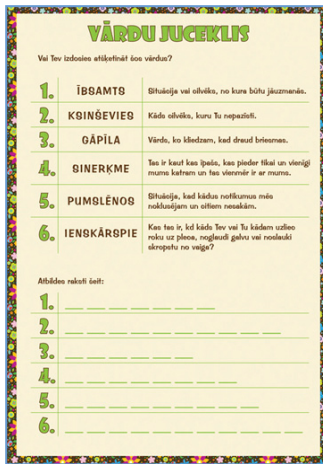 VĀRDU JUCEKLIS
Vai Tev izdosies atšķetināt šos vārdus?
1. ĪBSAMTS Situācija vai cilvēks, no kura būtu jāuzmanās.
2. KSINŠEVIES Kāds cilvēks, kuru Tu nepazīsti.
3. GĀPĪLA Vārds, ko kliedzam, kad draud briesmas.
4. SINERĶME Tas ir kaut kas īpašs, kas pieder tikai un vienīgi
mums katram un tas vienmēr ir ar mums.
5. PUMSLĒNOS Situācija, kad kādus notikumus mēs
noklusējam un citiem nesakām.
6. IENSKĀRSPIE Kas tas ir, kd kāds Tev vai Tu kādam uzliec
roku uz pleca, noglaudi galvu vai noslauki
skropstu no vaiga?
Atbildes raksti šeit:
1.
2.
3.
4.
5.
6.